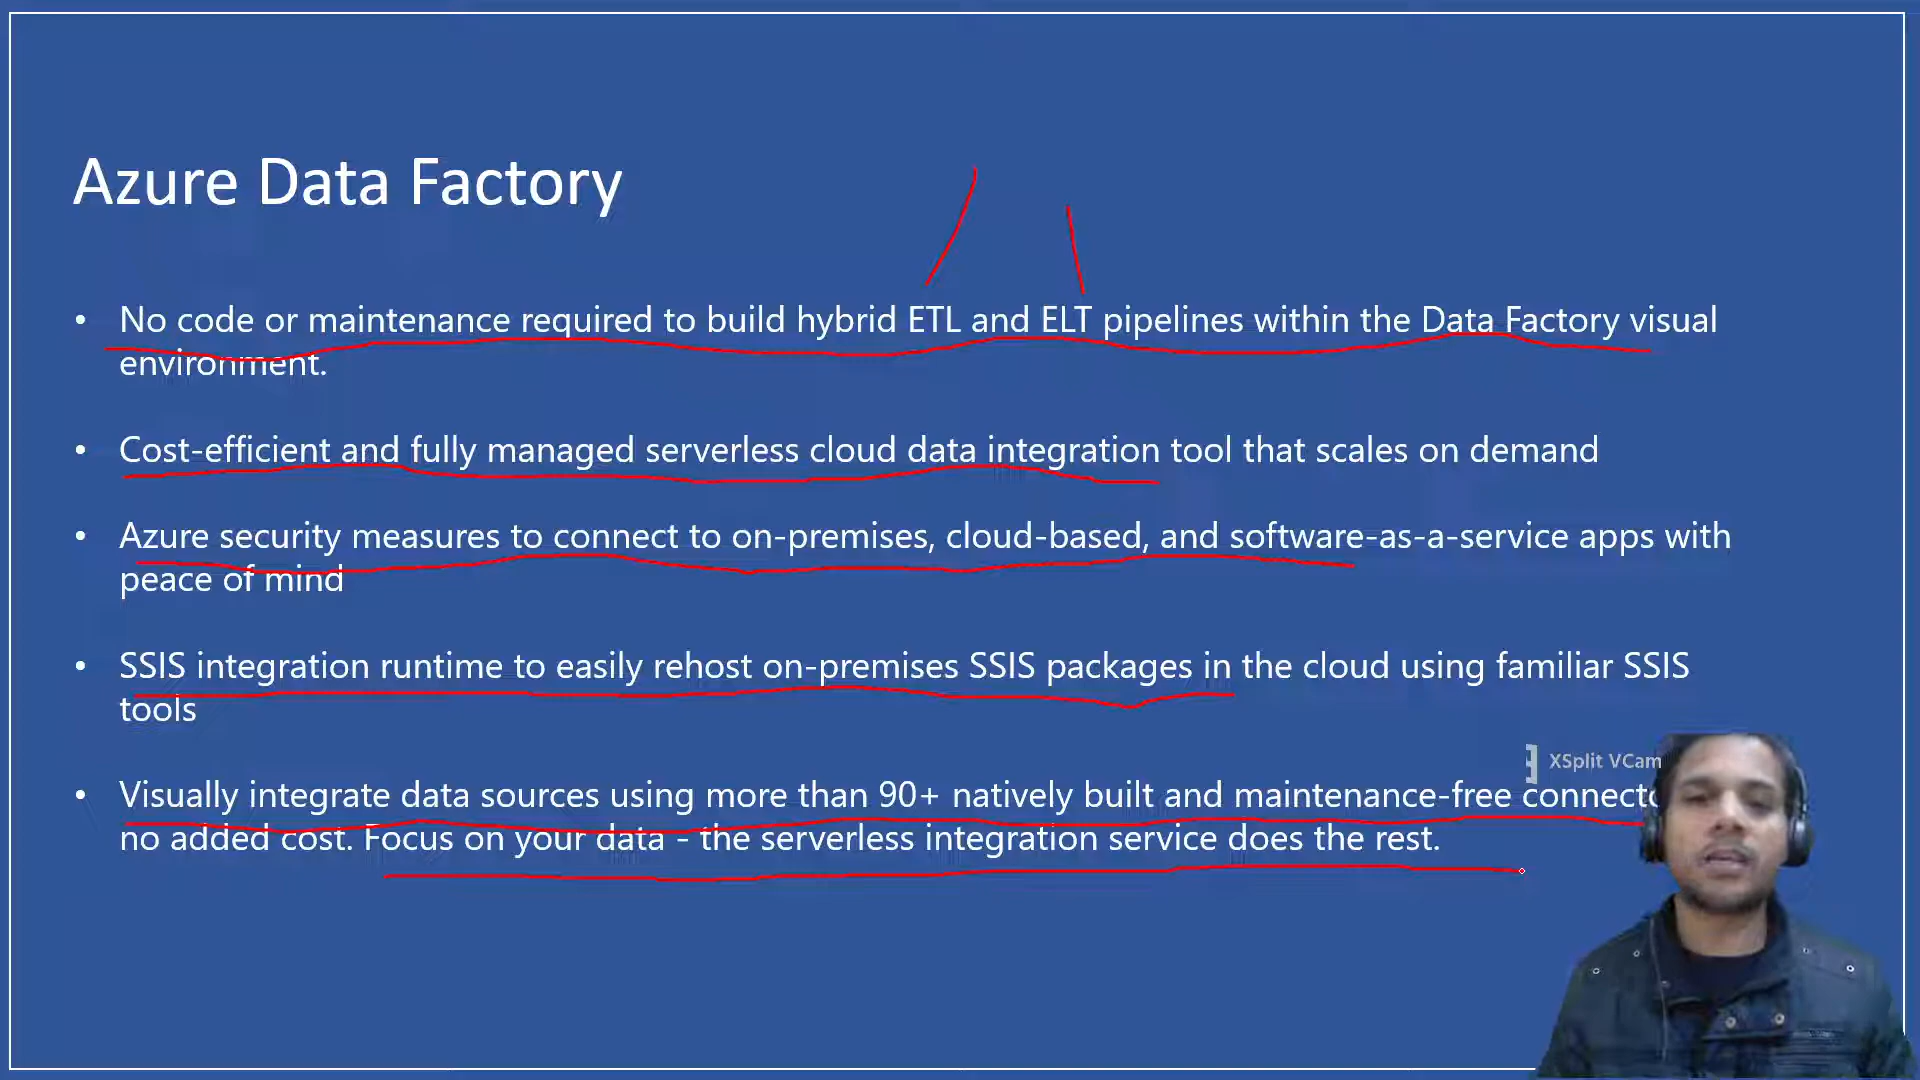 Azure Data Factory
• No code or maintenance required to build hybrid ETL and ELT pipelines within the Data Factory visual
environment.
• Cost-efficient and fully managed serverless cloud data integration tool that scales on demand
• Azure security measures to connect to on-premises, cloud-based, and software-as-a-service apps with
peace of mind
• SSIS integration runtime to easily rehost on-premises SSIS packages in the cloud using familiar SSIS
tools
XSplit VCam
• Visually integrate data sources using more than 90+ natively built and maintenance-free
no added cost. Focus on your data - the serverless integration service does the rest.